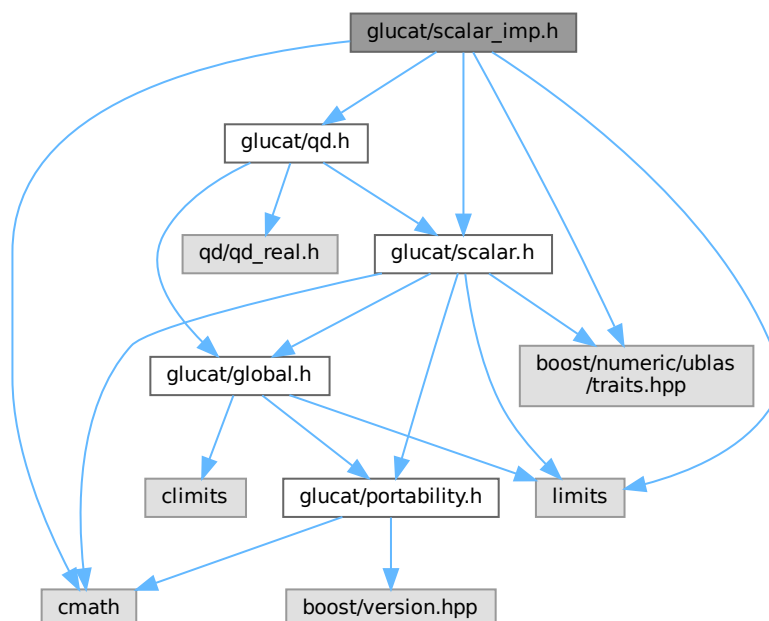 glucat/scalar_imp.h
glucat/qd.h
qd/qd_real.h
glucat/scalar.h
glucat/global.h
boost/numeric/ublas
/traits.hpp
climits
glucat/portability.h
limits
cmath
boost/version.hpp